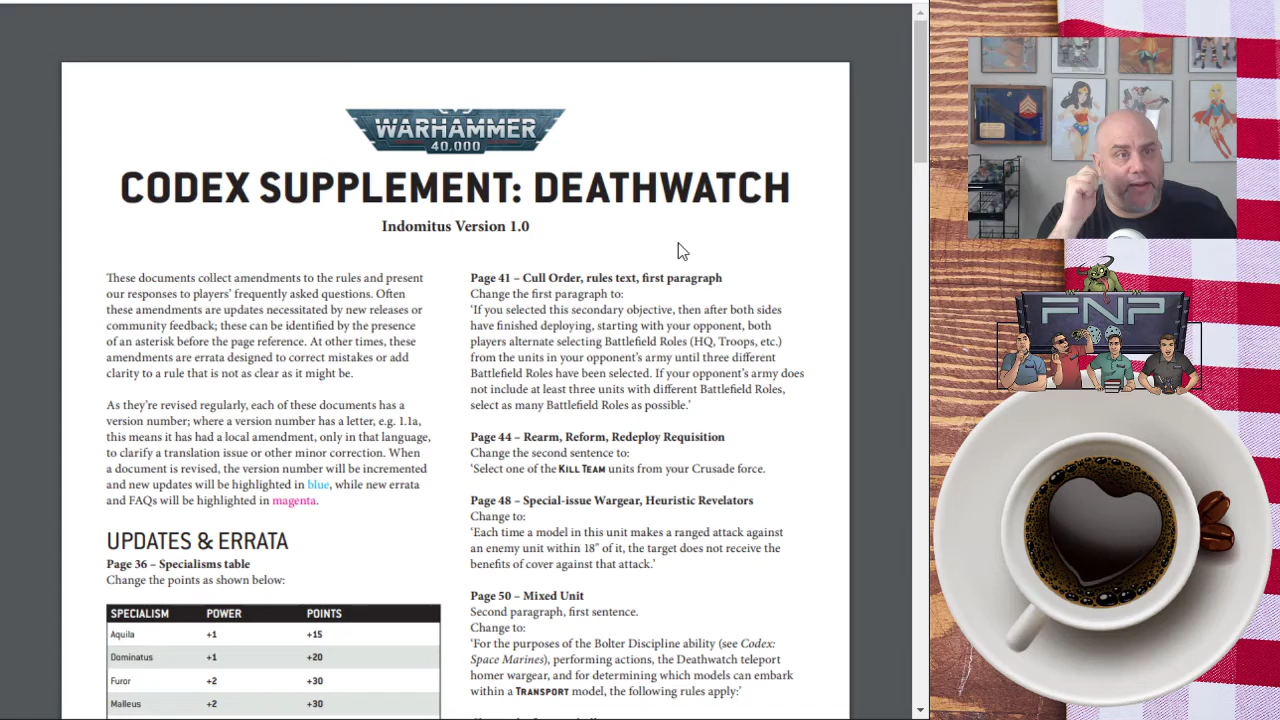 WARHAMMER
40,000
CODEX SUPPLEMENT: DEATHWATCH
Indomitus Version 1.0
These documents collect amendments to the rules and present
our responses to players' frequently asked questions. Often
these amendments are updates necessitated by new releases or
community feedback; these can be identified by the presence
of an asterisk before the page reference. At other times, these
amendments are errata designed to correct mistakes or add
clarity to a rule that is not as clear as it might be.
As they're revised regularly, each of these documents has a
version number; where a version number has a letter, e.g. 1.1a,
this means it has had a local amendment, only in that language,
to clarify a translation issue or other minor correction. When
a document is revised, the version number will be incremented
and new updates will be highlighted in blue, while new errata
and FAQs will be highlighted in magenta.
UPDATES & ERRATA
Page 36 – Specialisms table
Change the points as shown below:
SPECIALISM POWER POINTS
Aquila +1 +15
Dominatus +1 +20
Furor +2 +30
Malleus +2 +30
Page 41 – Cull Order, rules text, first paragraph
Change the first paragraph to:
'If you selected this secondary objective, then after both sides
have finished deploying, starting with your opponent, both
players alternate selecting Battlefield Roles (HQ, Troops, etc.)
from the units in your opponent's army until three different
Battlefield Roles have been selected. If your opponent's army does
not include at least three units with different Battlefield Roles,
select as many Battlefield Roles as possible.'
Page 44 – Rearm, Reform, Redeploy Requisition
Change the second sentence to:
'Select one of the KILL TEAM units from your Crusade force.
Page 48 – Special-issue Wargear, Heuristic Revelators
Change to:
'Each time a model in this unit makes a ranged attack against
an enemy unit within 18" of it, the target does not receive the
benefits of cover against that attack.'
Page 50 – Mixed Unit
Second paragraph, first sentence.
Change to:
'For the purposes of the Bolter Discipline ability (see Codex:
Space Marines), performing actions, the Deathwatch teleport
homer wargear, and for determining which models can embark
within a TRANSPORT model, the following rules apply:'
FNP